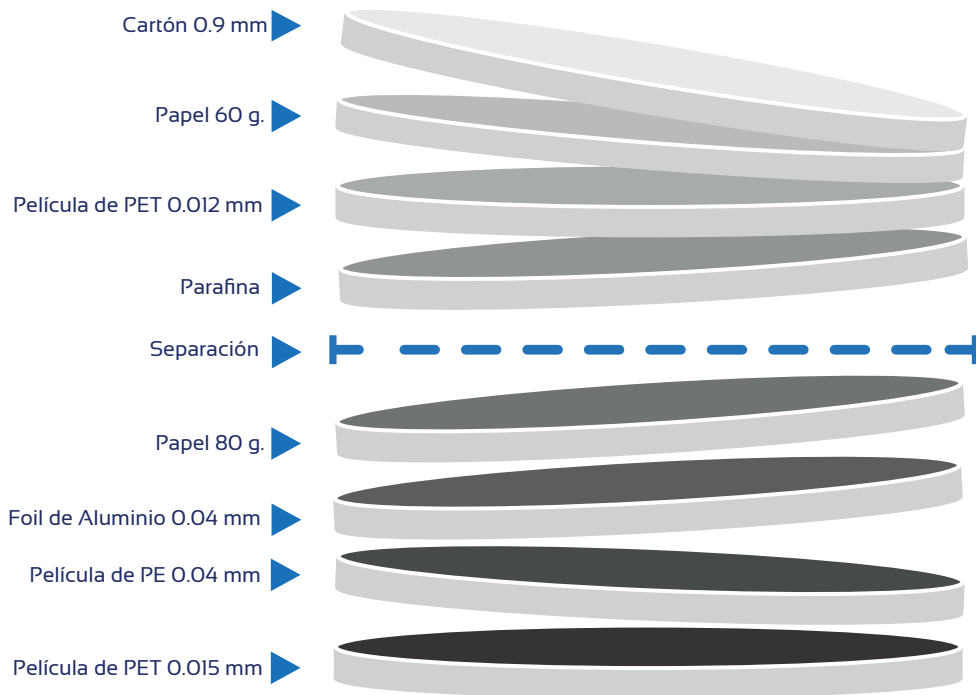 Cartón 0.9 mm
Papel 60 g.
Película de PET 0.012 mm
Parafina
Separación
Papel 80 g.
Foil de Aluminio 0.04 mm
Película de PE 0.04 mm
Película de PET 0.015 mm